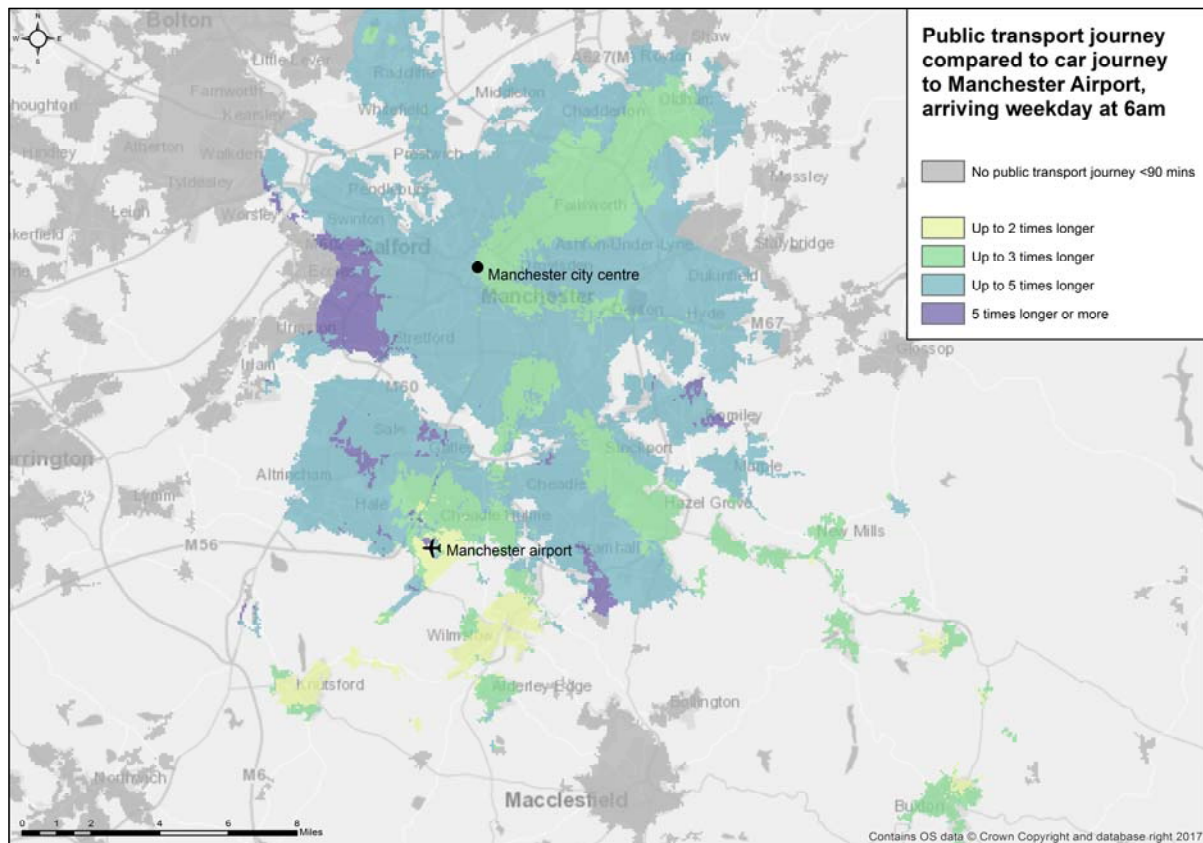 Public transport journey
compared to car journey
to Manchester Airport,
arriving weekday at 6am
No public transport journey <90 mins
Up to 2 times longer
Up to 3 times longer
Up to 5 times longer
5 times longer or more
N
W
E
S
Bolton
Little Lever
Radcliffe
A627(M)
Royton
Shaw
Farnworth
Whitefield
Middleton
Chadderton
Oldham
Kearsley
Hindley
Atherton
Walkden
Prestwich
Mossley
Tyldesley
Pendlebury
Leigh
Worsley
Swinton
Failsworth
Salford
Ashton-Under-Lyne
Stalybridge
Manchester city centre
Dukinfield
Manchester
Denton
Hyde
Urmston
Stretford
M67
Irlam
Glossop
M60
Romiley
Sale
Gatley
Stockport
Altrincham
Cheadle
Marple
Lymm
Hale
Hazel Grove
Cheadle Hulme
New Mills
M56
Manchester airport
Bramhall
Wilmslow
Knutsford
Alderley Edge
Bollington
Northwich
M6
Macclesfield
Buxton
0 2 4 8
Miles
Contains OS data © Crown Copyright and database right 2017